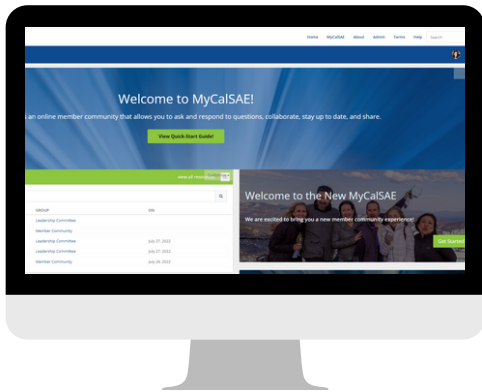 Home MyCalSAE About Admin Terms Help Search
Welcome to MyCalSAE!
an online member community that allows you to ask and respond to questions, collaborate, stay up to date, and share.
View Quick-Start Guide!
View all
Welcome to the New MyCalSAE
We are excited to bring you a new member community experience!
Get Started
GROUP ON
Leadership Committee
Member Community
Leadership Committee July 27, 2022
Leadership Committee July 27, 2022
Member Community July 26, 2022